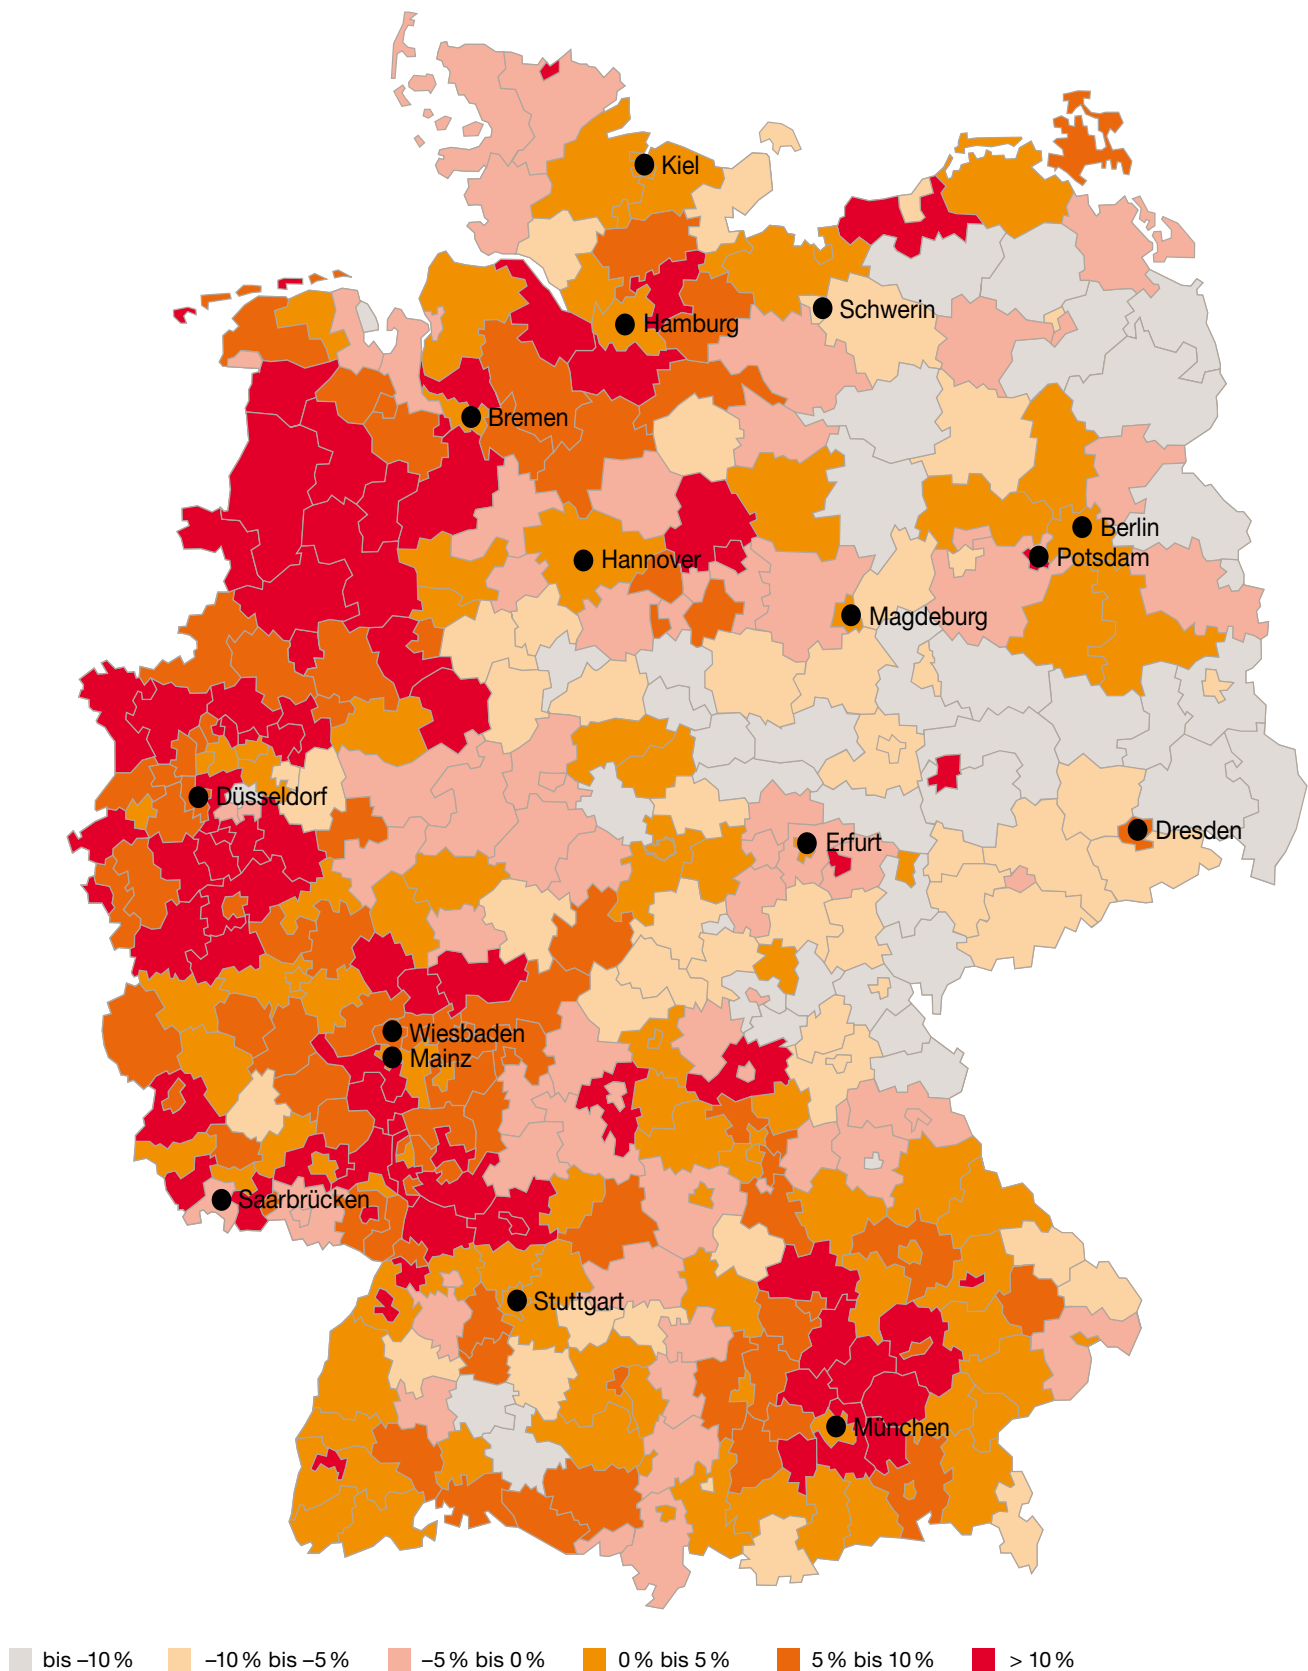 Kiel
Schwerin
Hamburg
Bremen
Berlin
Potsdam
Hannover
Magdeburg
Düsseldorf
Dresden
Erfurt
Wiesbaden
Mainz
Saarbrücken
Stuttgart
München
bis –10 % –10 % bis –5 % –5 % bis 0 % 0 % bis 5 % 5 % bis 10 % > 10 %